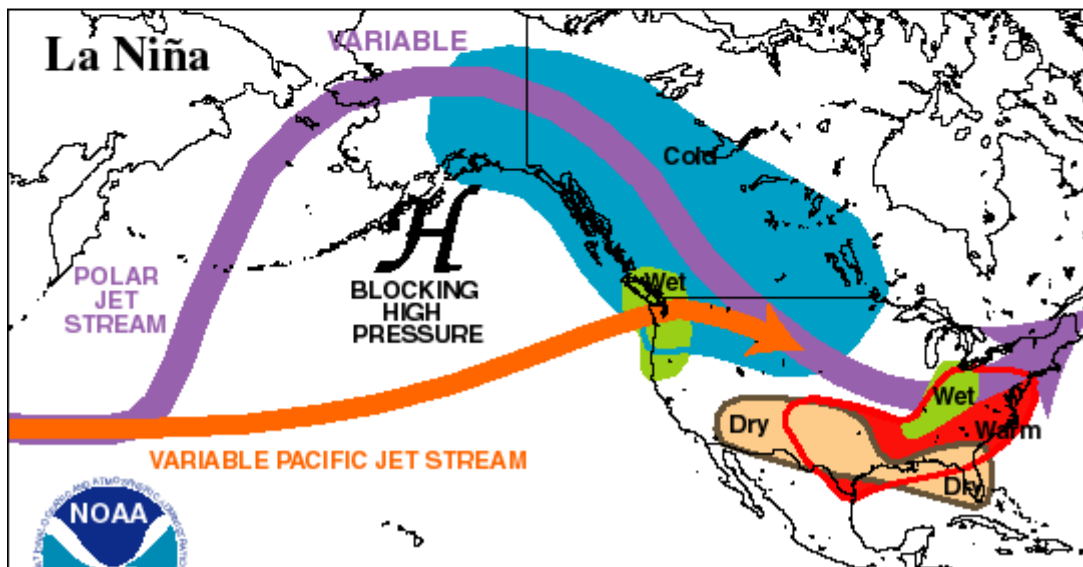 La Niña
VARIABLE
Cold
H
POLAR
JET
STREAM
BLOCKING
HIGH
PRESSURE
Wet
Wet
Dry
Warm
Dry
VARIABLE PACIFIC JET STREAM
NOAA